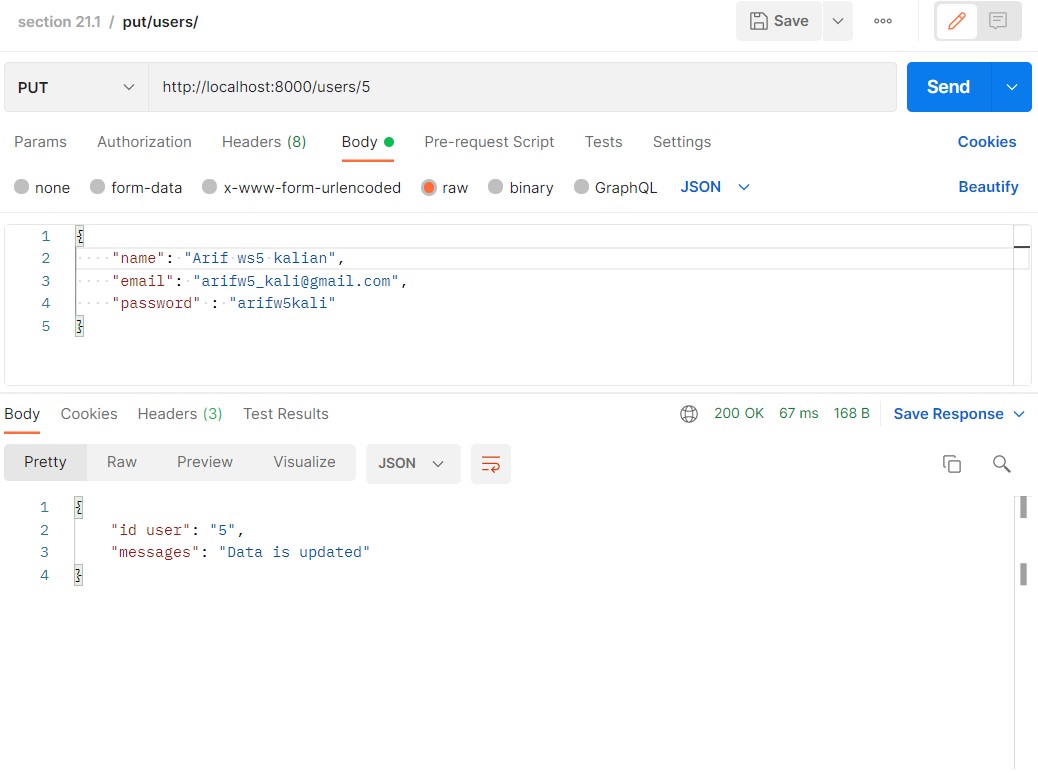 section 21.1 / put/users/ Save
PUT http://localhost:8000/users/5 Send
Params Authorization Headers (8) Body Pre-request Script Tests Settings Cookies
none form-data x-www-form-urlencoded raw binary GraphQL JSON Beautify
1 {
2 "name": "Arif ws5 kalian",
3 "email": "arifw5_kali@gmail.com",
4 "password" : "arifw5kali"
5 }
Body Cookies Headers (3) Test Results 200 OK 67 ms 168 B Save Response
Pretty Raw Preview Visualize JSON
1 {
2 "id user": "5",
3 "messages": "Data is updated"
4 }